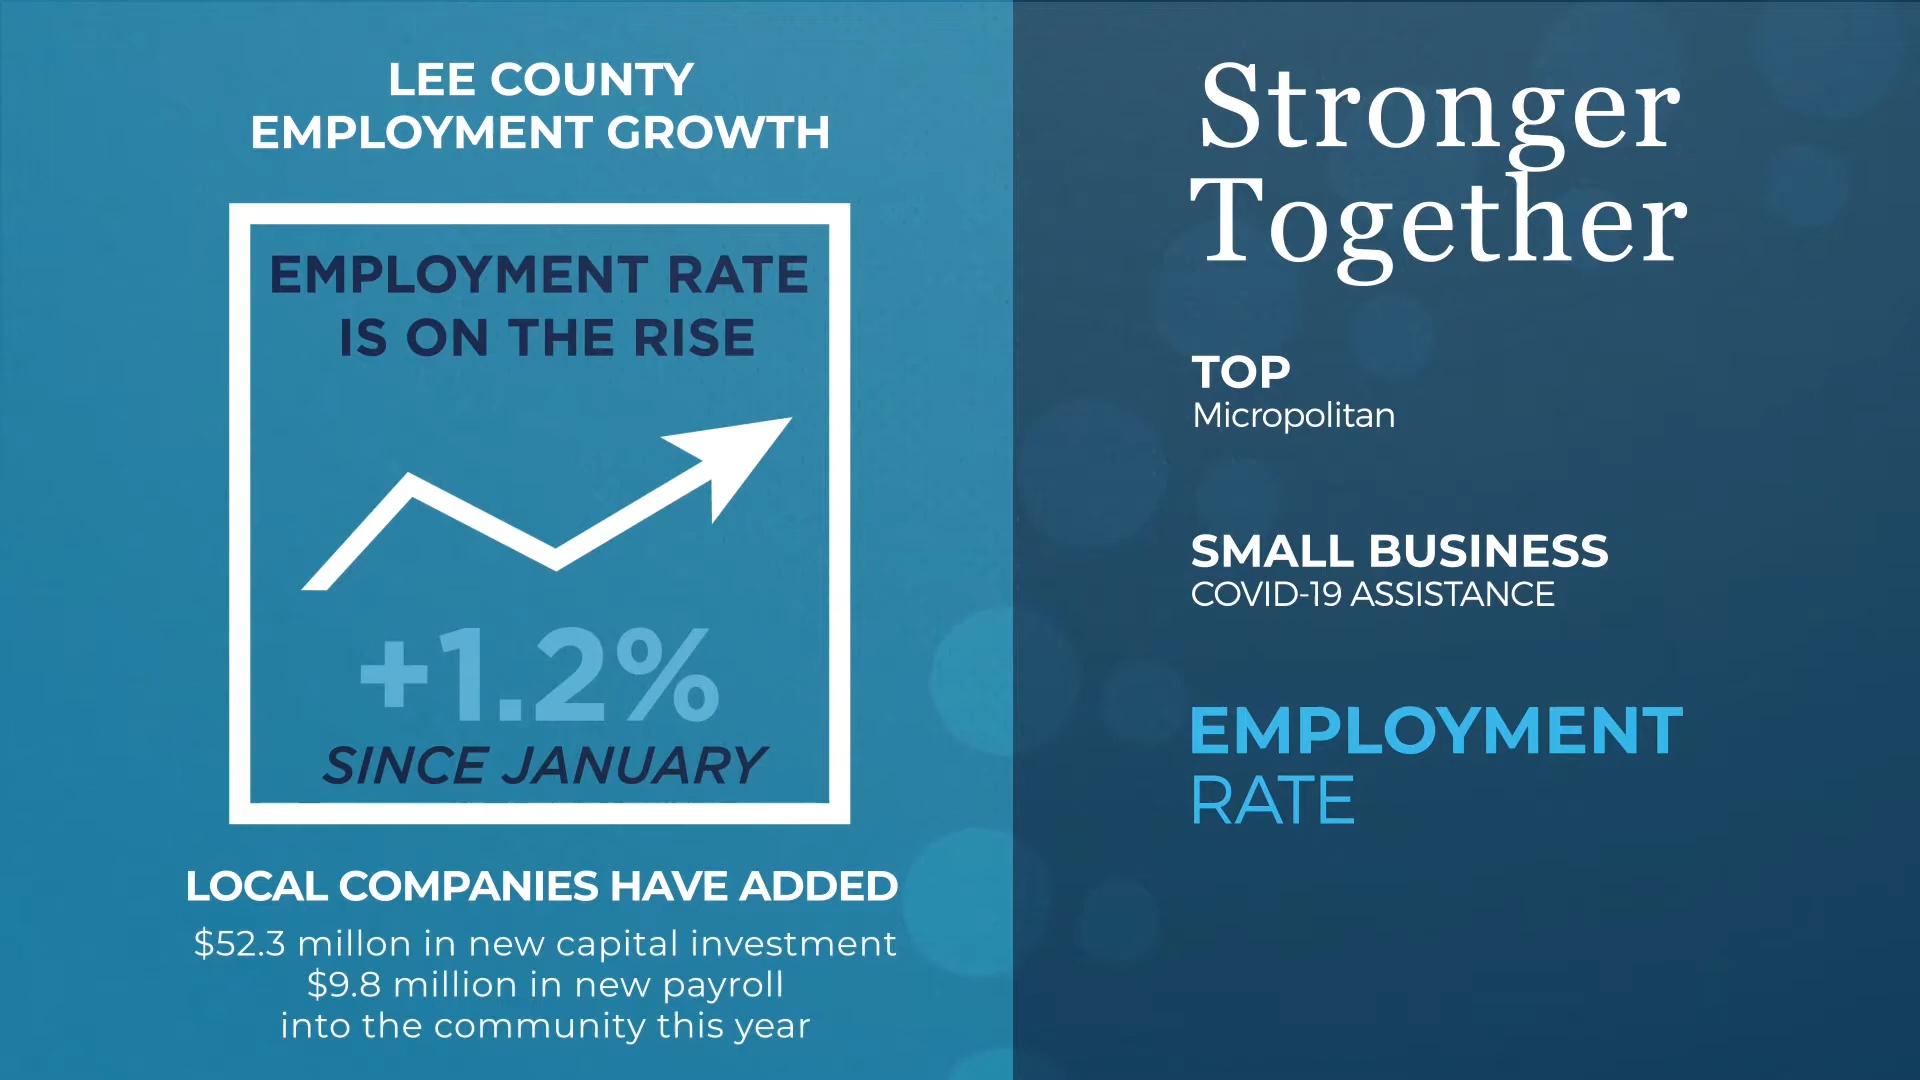 LEE COUNTY
EMPLOYMENT GROWTH
EMPLOYMENT RATE
IS ON THE RISE
+1.2%
SINCE JANUARY
LOCAL COMPANIES HAVE ADDED
$52.3 millon in new capital investment
$9.8 million in new payroll
into the community this year
Stronger
Together
TOP
Micropolitan
SMALL BUSINESS
COVID-19 ASSISTANCE
EMPLOYMENT
RATE